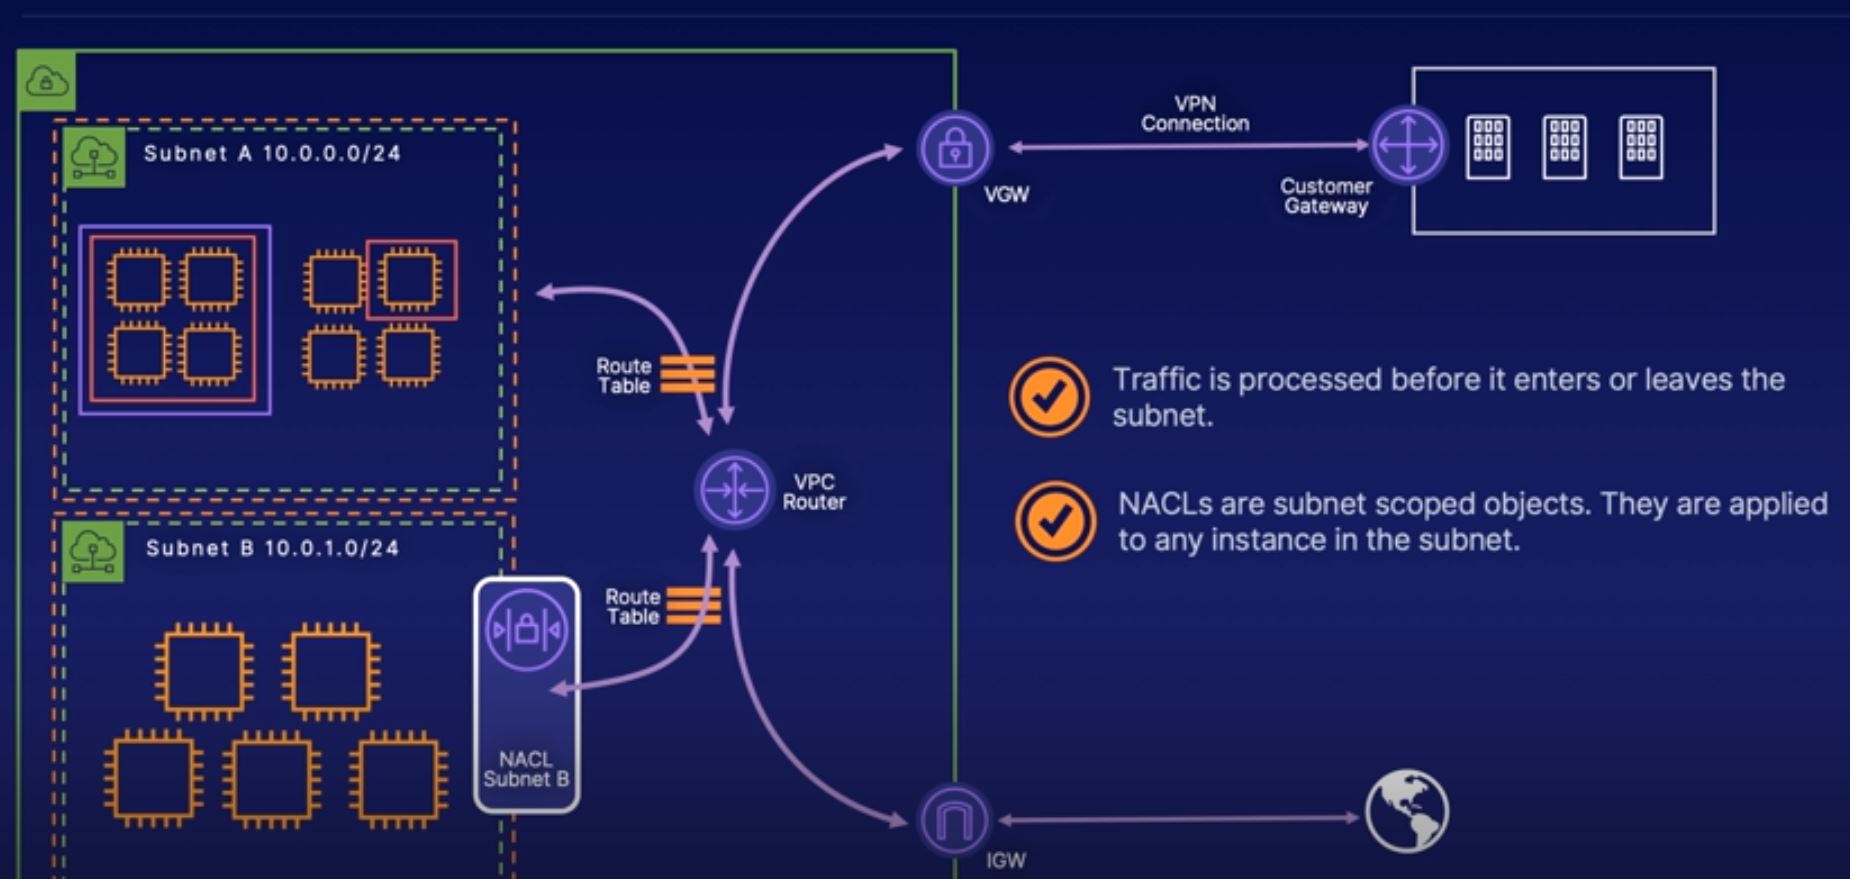 Subnet A 10.0.0.0/24
VPN
Connection
VGW
Customer
Gateway
Route
Table
Traffic is processed before it enters or leaves the
subnet.
VPC
Router
NACLs are subnet scoped objects. They are applied
to any instance in the subnet.
Subnet B 10.0.1.0/24
Route
Table
NACL
Subnet B
IGW